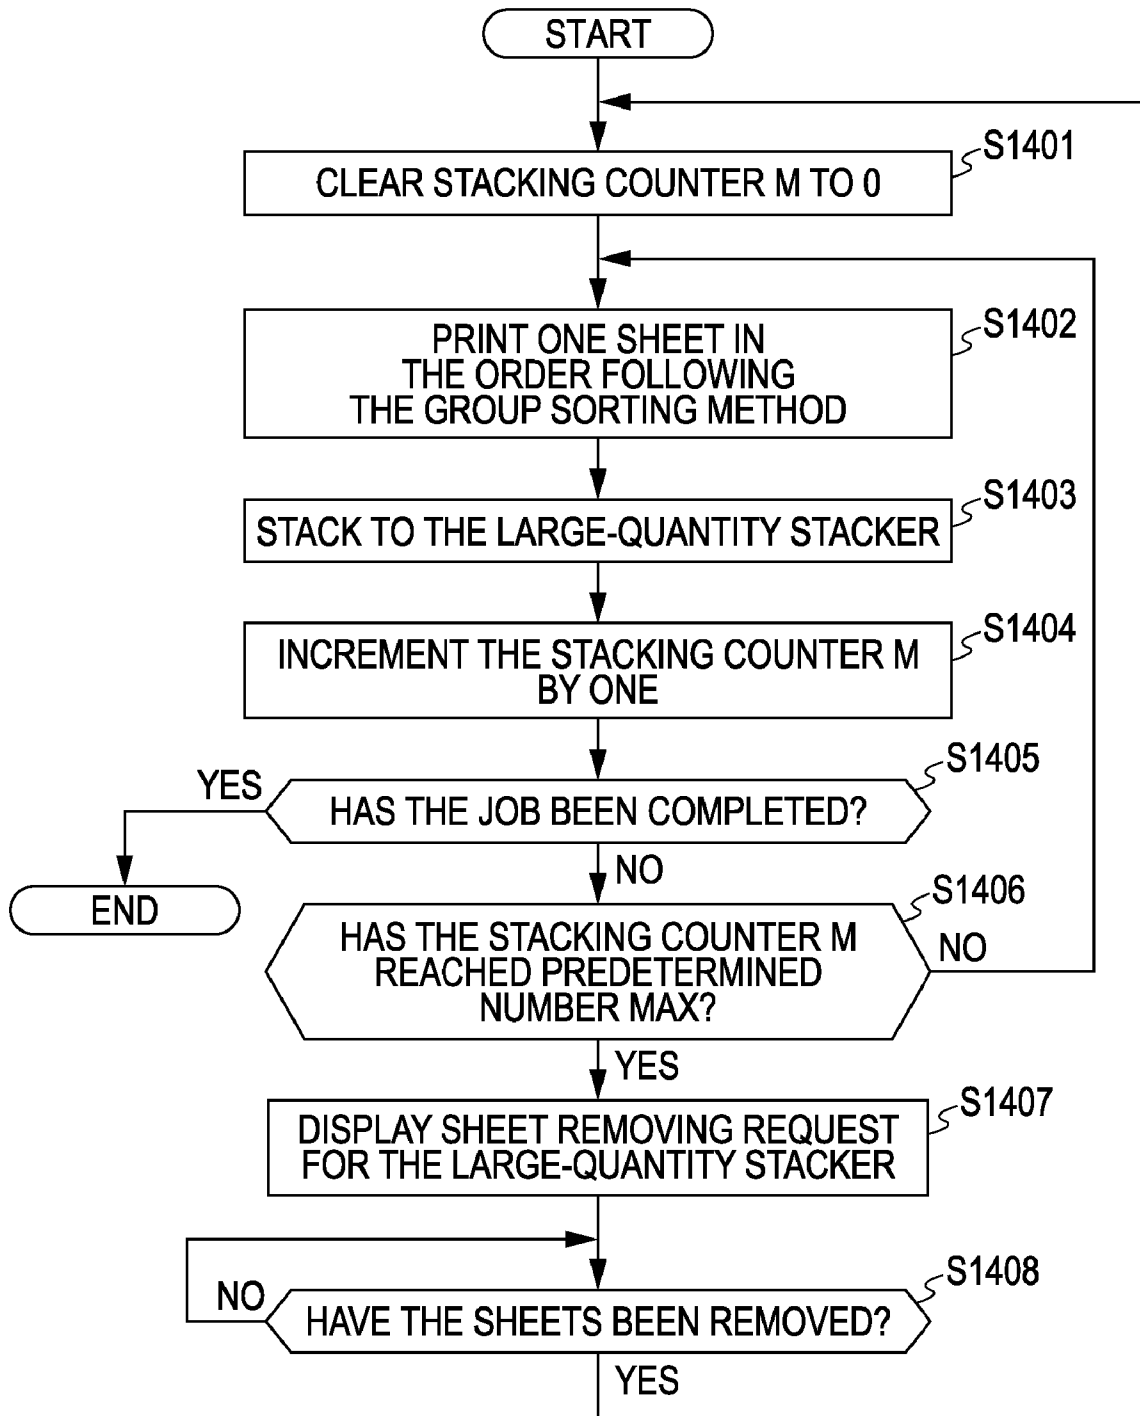 START
S1401
CLEAR STACKING COUNTER M TO 0
S1402
PRINT ONE SHEET IN
THE ORDER FOLLOWING
THE GROUP SORTING METHOD
S1403
STACK TO THE LARGE-QUANTITY STACKER
S1404
INCREMENT THE STACKING COUNTER M
BY ONE
S1405
YES
HAS THE JOB BEEN COMPLETED?
NO
END
S1406
HAS THE STACKING COUNTER M
REACHED PREDETERMINED
NUMBER MAX?
NO
YES
S1407
DISPLAY SHEET REMOVING REQUEST
FOR THE LARGE-QUANTITY STACKER
S1408
NO
HAVE THE SHEETS BEEN REMOVED?
YES